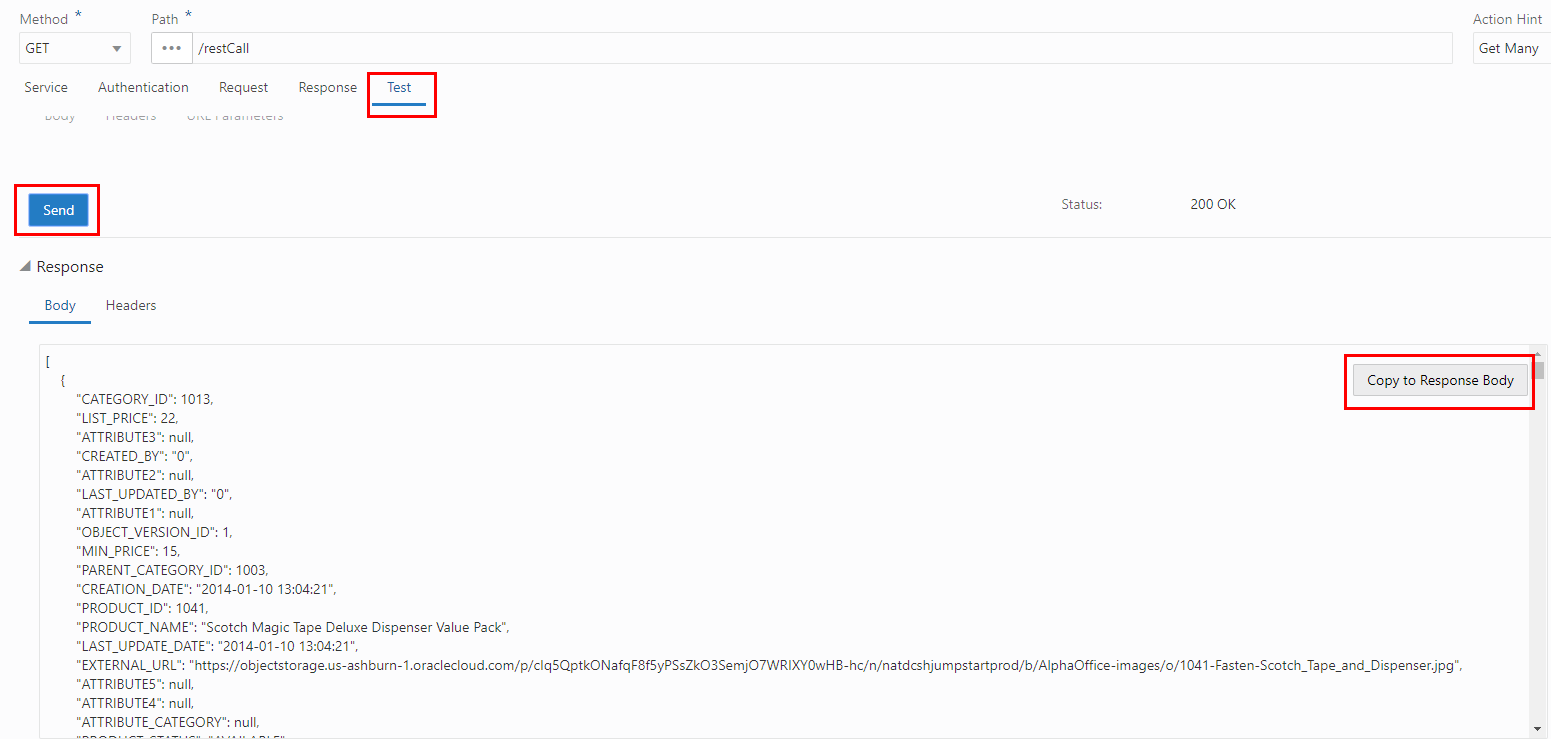 Method * Path * Action Hint
GET ... /restCall Get Many
Service Authentication Request Response Test
Body Headers URL Parameters
Send Status: 200 OK
Response
Body Headers
[
{ Copy to Response Body
"CATEGORY_ID": 1013,
"LIST_PRICE": 22,
"ATTRIBUTE3": null,
"CREATED_BY": "0",
"ATTRIBUTE2": null,
"LAST_UPDATED_BY": "0",
"ATTRIBUTE1": null,
"OBJECT_VERSION_ID": 1,
"MIN_PRICE": 15,
"PARENT_CATEGORY_ID": 1003,
"CREATION_DATE": "2014-01-10 13:04:21",
"PRODUCT_ID": 1041,
"PRODUCT_NAME": "Scotch Magic Tape Deluxe Dispenser Value Pack",
"LAST_UPDATE_DATE": "2014-01-10 13:04:21",
"EXTERNAL_URL": "https://objectstorage.us-ashburn-1.oraclecloud.com/p/clq5QptkONafqF8f5yPSsZkO3SemjO7WRlXY0wHB-hc/n/natdcshjumpstartprod/b/AlphaOffice-images/o/1041-Fasten-Scotch_Tape_and_Dispenser.jpg",
"ATTRIBUTE5": null,
"ATTRIBUTE4": null,
"ATTRIBUTE_CATEGORY": null,
"PRODUCT_STATUS": "AVAILABLE"